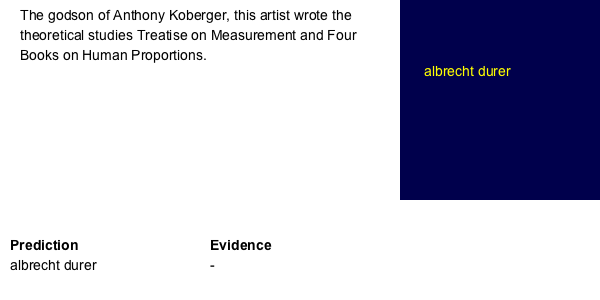 The godson of Anthony Koberger, this artist wrote the
theoretical studies Treatise on Measurement and Four
Books on Human Proportions.
albrecht durer
Prediction Evidence
albrecht durer -